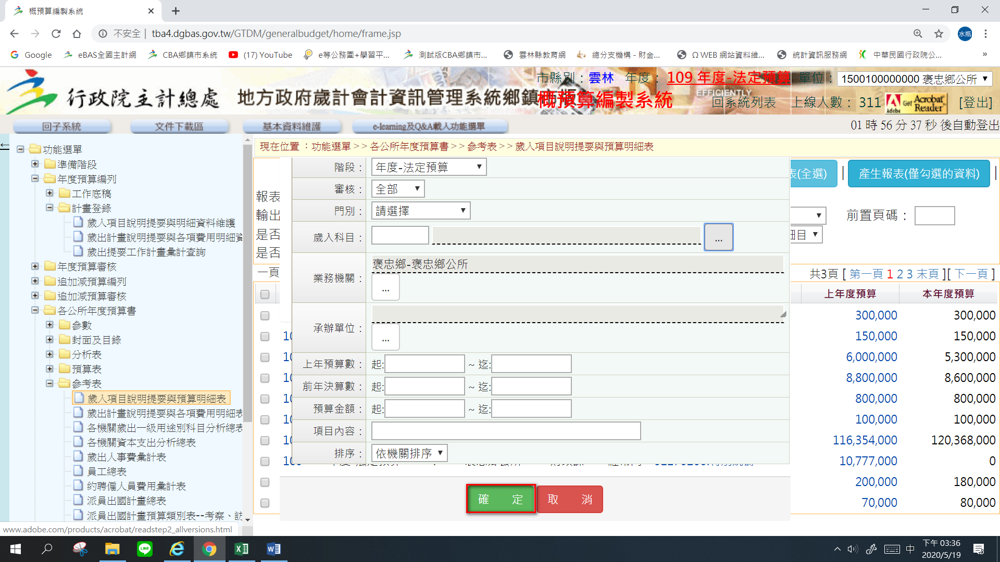 概預算編製系統
不安全 | tba4.dgbas.gov.tw/GTDM/generalbudget/home/frame.jsp
水瓶
Google
eBAS全國主計網
CBA鄉鎮市系統
(17) YouTube
e等公務園+學習平...
測試版CBA鄉鎮市...
雲林縣教育網
總分支機構 - 財金...
Ω WEB 網站資料維...
統計資訊服務網
中華民國行政院公...
»
行政院主計總處 地方政府歲計會計資訊管理系統鄉鎮
市縣別：雲林 年度： 109 年度-法定預算 單位： 1500100000000 褒忠鄉公所
概預算編製系統
EFFICIENTLY
回系統列表 上線人數： 311 Adobe Get Acrobat Reader [登出]
回子系統 文件下載區 基本資料維護 e-learning及Q&A載入功能選單
01 時 56 分 37 秒 後自動登出
←
功能選單
準備階段
年度預算編列
工作底稿
計畫登錄
歲入項目說明提要與明細資料維護
歲出計畫說明提要與各項費用明細資
歲出提要工作計畫彙計查詢
年度預算審核
追加減預算編列
追加減預算審核
各公所年度預算書
參數
封面及目錄
分析表
預算表
參考表
歲入項目說明提要與預算明細表
歲出計畫說明提要與各項費用明細表
各機關歲出一級用途別科目分析總表
各機關資本支出分析總表
歲出人事費彙計表
員工總表
約聘僱人員費用彙計表
派員出國計畫總表
派員出國計畫預算類別表--考察、訪
現在位置：功能選單>>各公所年度預算書>>參考表>>歲入項目說明提要與預算明細表
報表
輸出
是否
是否
一頁
階段： 年度-法定預算
審核： 全部
門別： 請選擇
歲入科目： ...
業務機關： 褒忠鄉-褒忠鄉公所
...
承辦單位：
...
上年預算數： 起: ~ 迄:
前年決算數： 起: ~ 迄:
預算金額： 起: ~ 迄:
項目內容：
排序： 依機關排序
確 定 取 消
表(全選) | 產生報表(僅勾選的資料) |
前置頁碼：
細目
共3頁 [ 第一頁 1 2 3 末頁 ][ 下一頁 ]
上年度預算 本年度預算
300,000 300,000
150,000 150,000
6,000,000 5,300,000
8,800,000 8,600,000
800,000 800,000
100,000 100,000
116,354,000 120,368,000
10,777,000 0
200,000 180,000
70,000 80,000
www.adobe.com/products/acrobat/readstep2_allversions.html
LINE
中
下午 03:36
2020/5/19